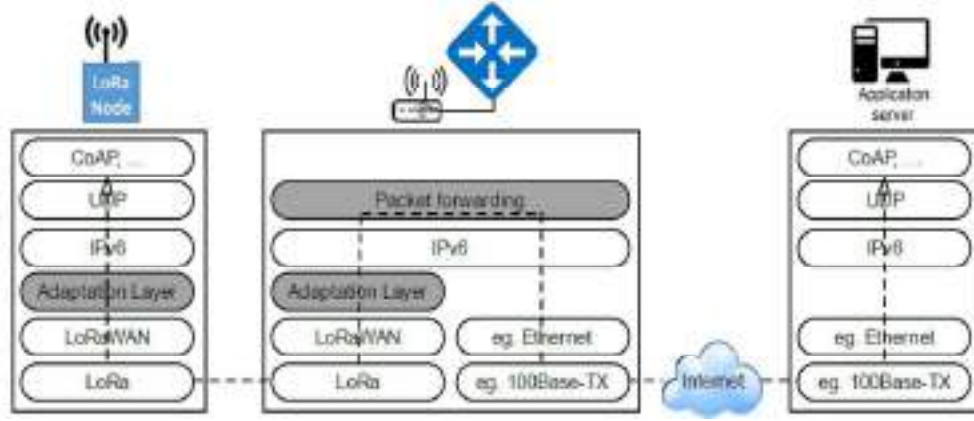 LoRa
Node
Application
server
CoAP, ...
UDP
IPv6
Adaptation Layer
LoRaWAN
LoRa
Packet forwarding
IPv6
Adaptation Layer
LoRaWAN
eg. Ethernet
LoRa
eg. 100Base-TX
Internet
CoAP, ...
UDP
IPv6
eg. Ethernet
eg. 100Base-TX